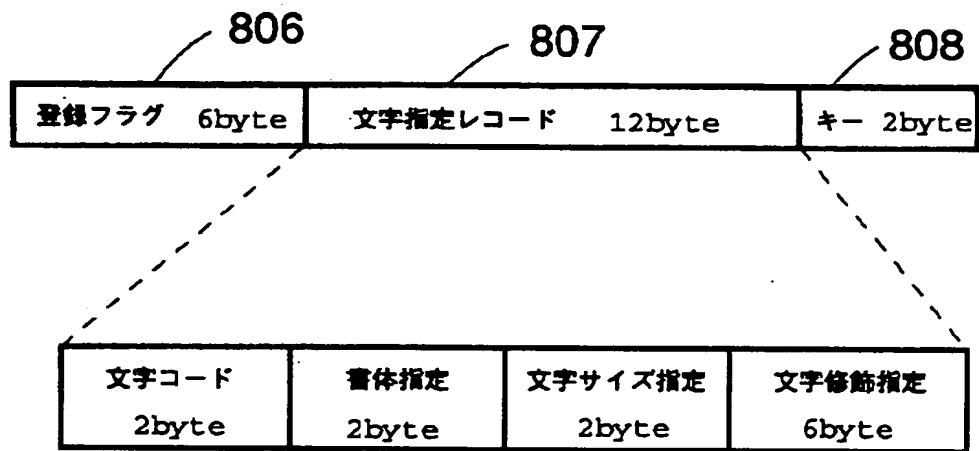 806 807 808
登録フラグ 6byte 文字指定レコード 12byte キー 2byte
文字コード 書体指定 文字サイズ指定 文字修飾指定
2byte 2byte 2byte 6byte